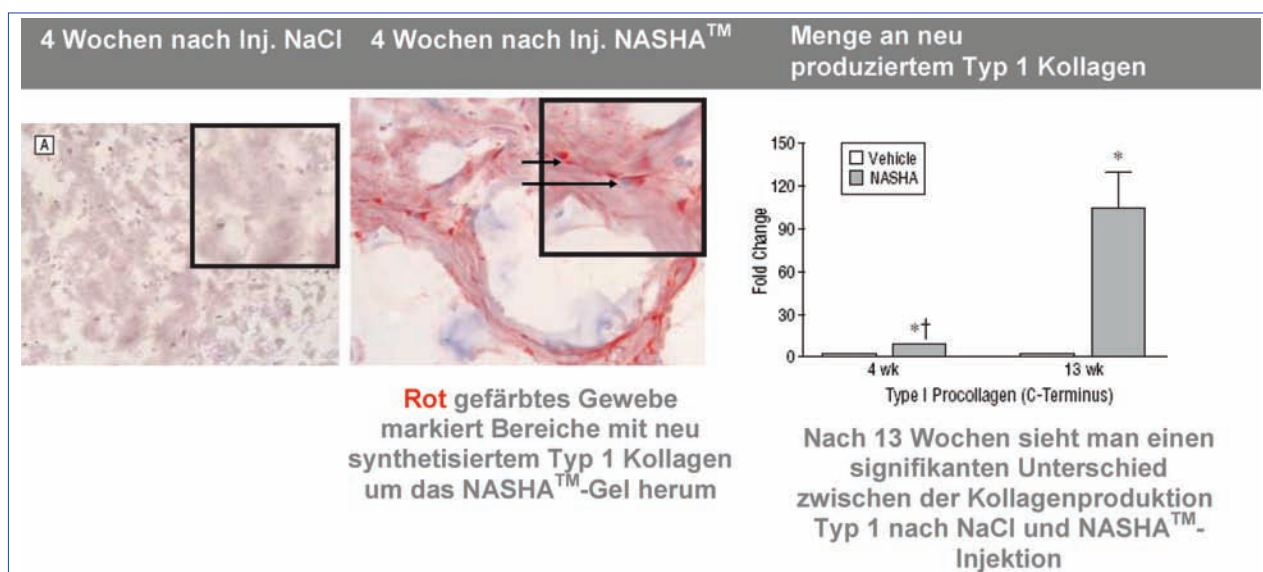 4 Wochen nach Inj. NaCl
4 Wochen nach Inj. NASHA™
Menge an neu
produziertem Typ 1 Kollagen
A
Rot gefärbtes Gewebe
markiert Bereiche mit neu
synthetisiertem Typ 1 Kollagen
um das NASHA™-Gel herum
150
120
90
60
30
0
Fold Change
Vehicle
NASHA
*†
*
4 wk
13 wk
Type I Procollagen (C-Terminus)
Nach 13 Wochen sieht man einen
signifikanten Unterschied
zwischen der Kollagenproduktion
Typ 1 nach NaCl und NASHA™-
Injektion